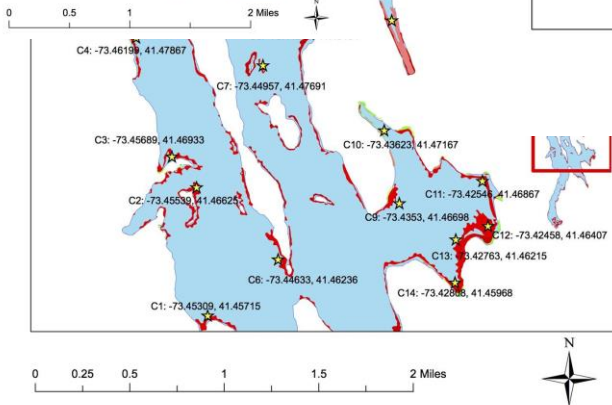 0 0.5 1 2 Miles
C4: -73.46199, 41.47867
C7: -73.44957, 41.47691
C3: -73.45689, 41.46933
C10: -73.43623, 41.47167
C2: -73.45539, 41.46625
C11: -73.42546, 41.46867
C9: -73.4353, 41.46698
C12: -73.42458, 41.46407
C13: -73.42763, 41.46215
C6: -73.44633, 41.46236
C14: 41.45968
C1: -73.45309, 41.45715
N
0 0.25 0.5 1 1.5 2 Miles